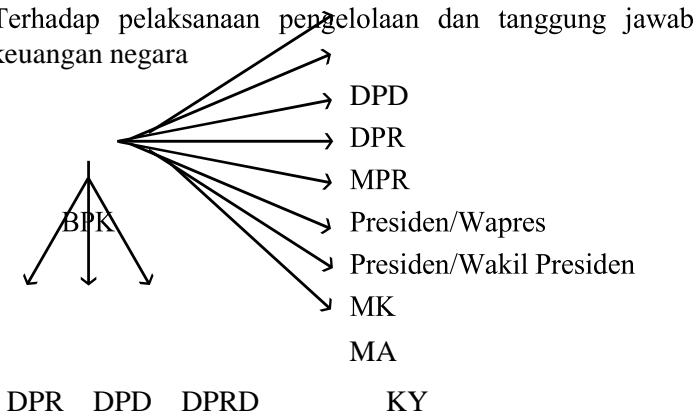 Terhadap pelaksanaan pengelolaan dan tanggung jawab
keuangan negara
DPD
DPR
MPR
BPK
Presiden/Wapres
Presiden/Wakil Presiden
MK
MA
DPR DPD DPRD KY